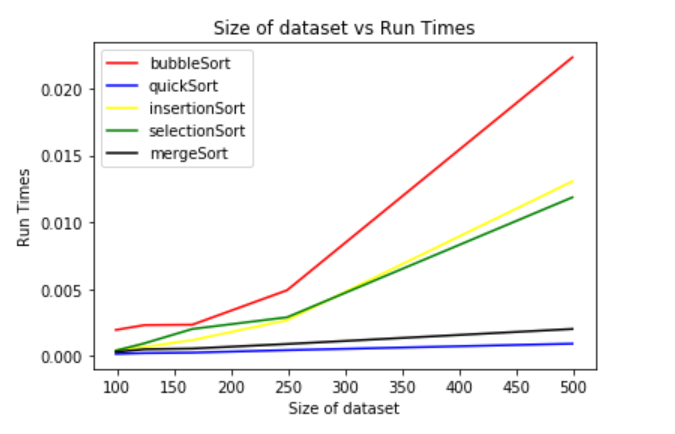 Size of dataset vs Run Times
bubbleSort
quickSort
insertionSort
selectionSort
mergeSort
0.020
0.015
0.010
0.005
0.000
Run Times
100 150 200 250 300 350 400 450 500
Size of dataset